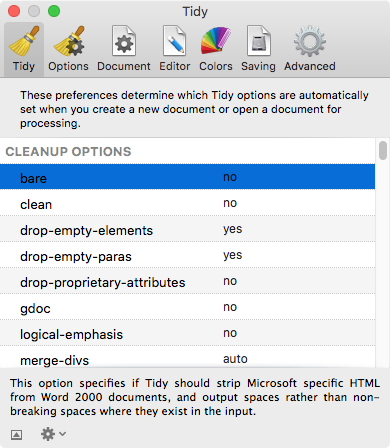 Tidy
Tidy Options Document Editor Colors Saving Advanced
These preferences determine which Tidy options are automatically
set when you create a new document or open a document for
processing.
CLEANUP OPTIONS
bare no
clean no
drop-empty-elements yes
drop-empty-paras yes
drop-proprietary-attributes no
gdoc no
logical-emphasis no
merge-divs auto
This option specifies if Tidy should strip Microsoft specific HTML
from Word 2000 documents, and output spaces rather than non-
breaking spaces where they exist in the input.